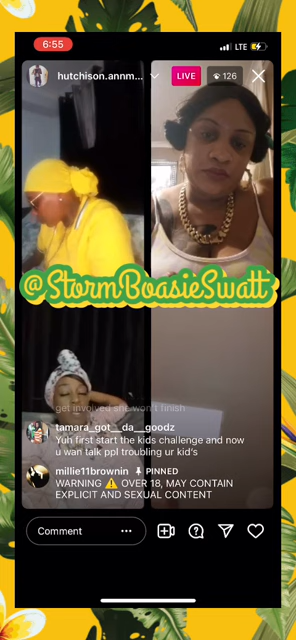 6:55
LTE
hutchison.annm...
LIVE
126
@StormBoasieSwatt
get involved she won't finish
tamara_got__da__goodz
Yuh first start the kids challenge and now
u wan talk ppl troubling ur kid's
millie11brownin PINNED
WARNING ⚠️ OVER 18, MAY CONTAIN
EXPLICIT AND SEXUAL CONTENT
Comment